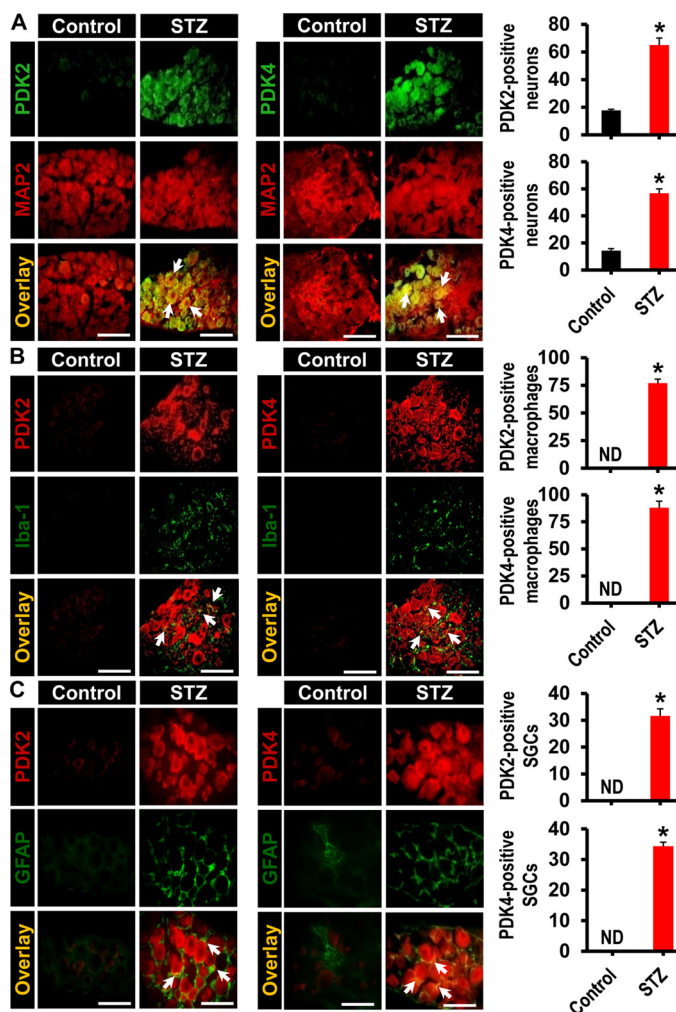 A
Control
STZ
Control
STZ
PDK2
PDK4
MAP2
MAP2
Overlay
Overlay
PDK2-positive
neurons
80
60
40
20
0
*
PDK4-positive
neurons
80
60
40
20
0
*
Control
STZ
B
Control
STZ
Control
STZ
PDK2
PDK4
Iba-1
Iba-1
Overlay
Overlay
PDK2-positive
macrophages
100
75
50
25
0
ND
*
PDK4-positive
macrophages
100
75
50
25
0
ND
*
Control
STZ
C
Control
STZ
Control
STZ
PDK2
PDK4
GFAP
GFAP
Overlay
Overlay
PDK2-positive
SGCs
40
30
20
10
0
ND
*
PDK4-positive
SGCs
40
30
20
10
0
ND
*
Control
STZ